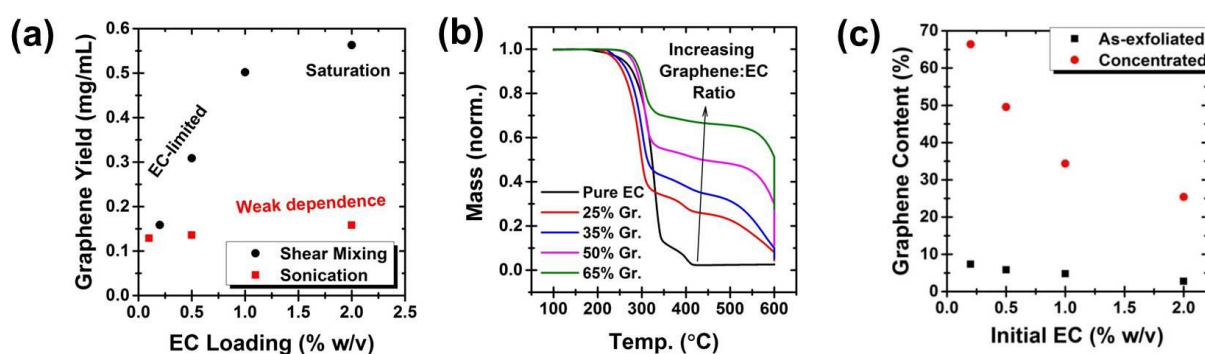 (a)
Graphene Yield (mg/mL)
0.6
0.5
0.4
0.3
0.2
0.1
0.0
EC-limited
Saturation
Weak dependence
Shear Mixing
Sonication
0.0 0.5 1.0 1.5 2.0 2.5
EC Loading (% w/v)
(b)
Mass (norm.)
1.0
0.8
0.6
0.4
0.2
0.0
Increasing
Graphene:EC
Ratio
Pure EC
25% Gr.
35% Gr.
50% Gr.
65% Gr.
100 200 300 400 500 600
Temp. (°C)
(c)
Graphene Content (%)
70
60
50
40
30
20
10
0
As-exfoliated
Concentrated
0.0 0.5 1.0 1.5 2.0
Initial EC (% w/v)